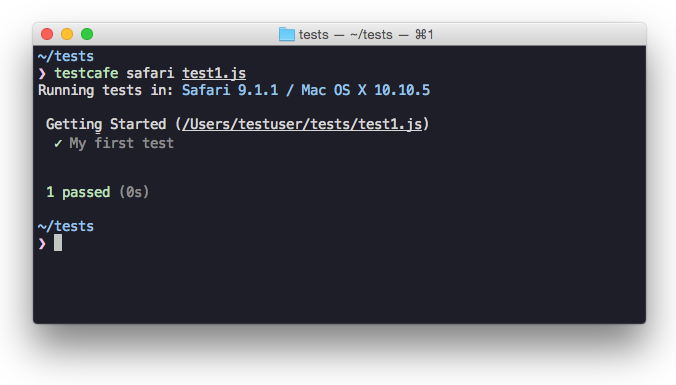 tests — ~/tests — ⌘1
~/tests
❯ testcafe safari test1.js
Running tests in: Safari 9.1.1 / Mac OS X 10.10.5
Getting Started (/Users/testuser/tests/test1.js)
✓ My first test
1 passed (0s)
~/tests
❯